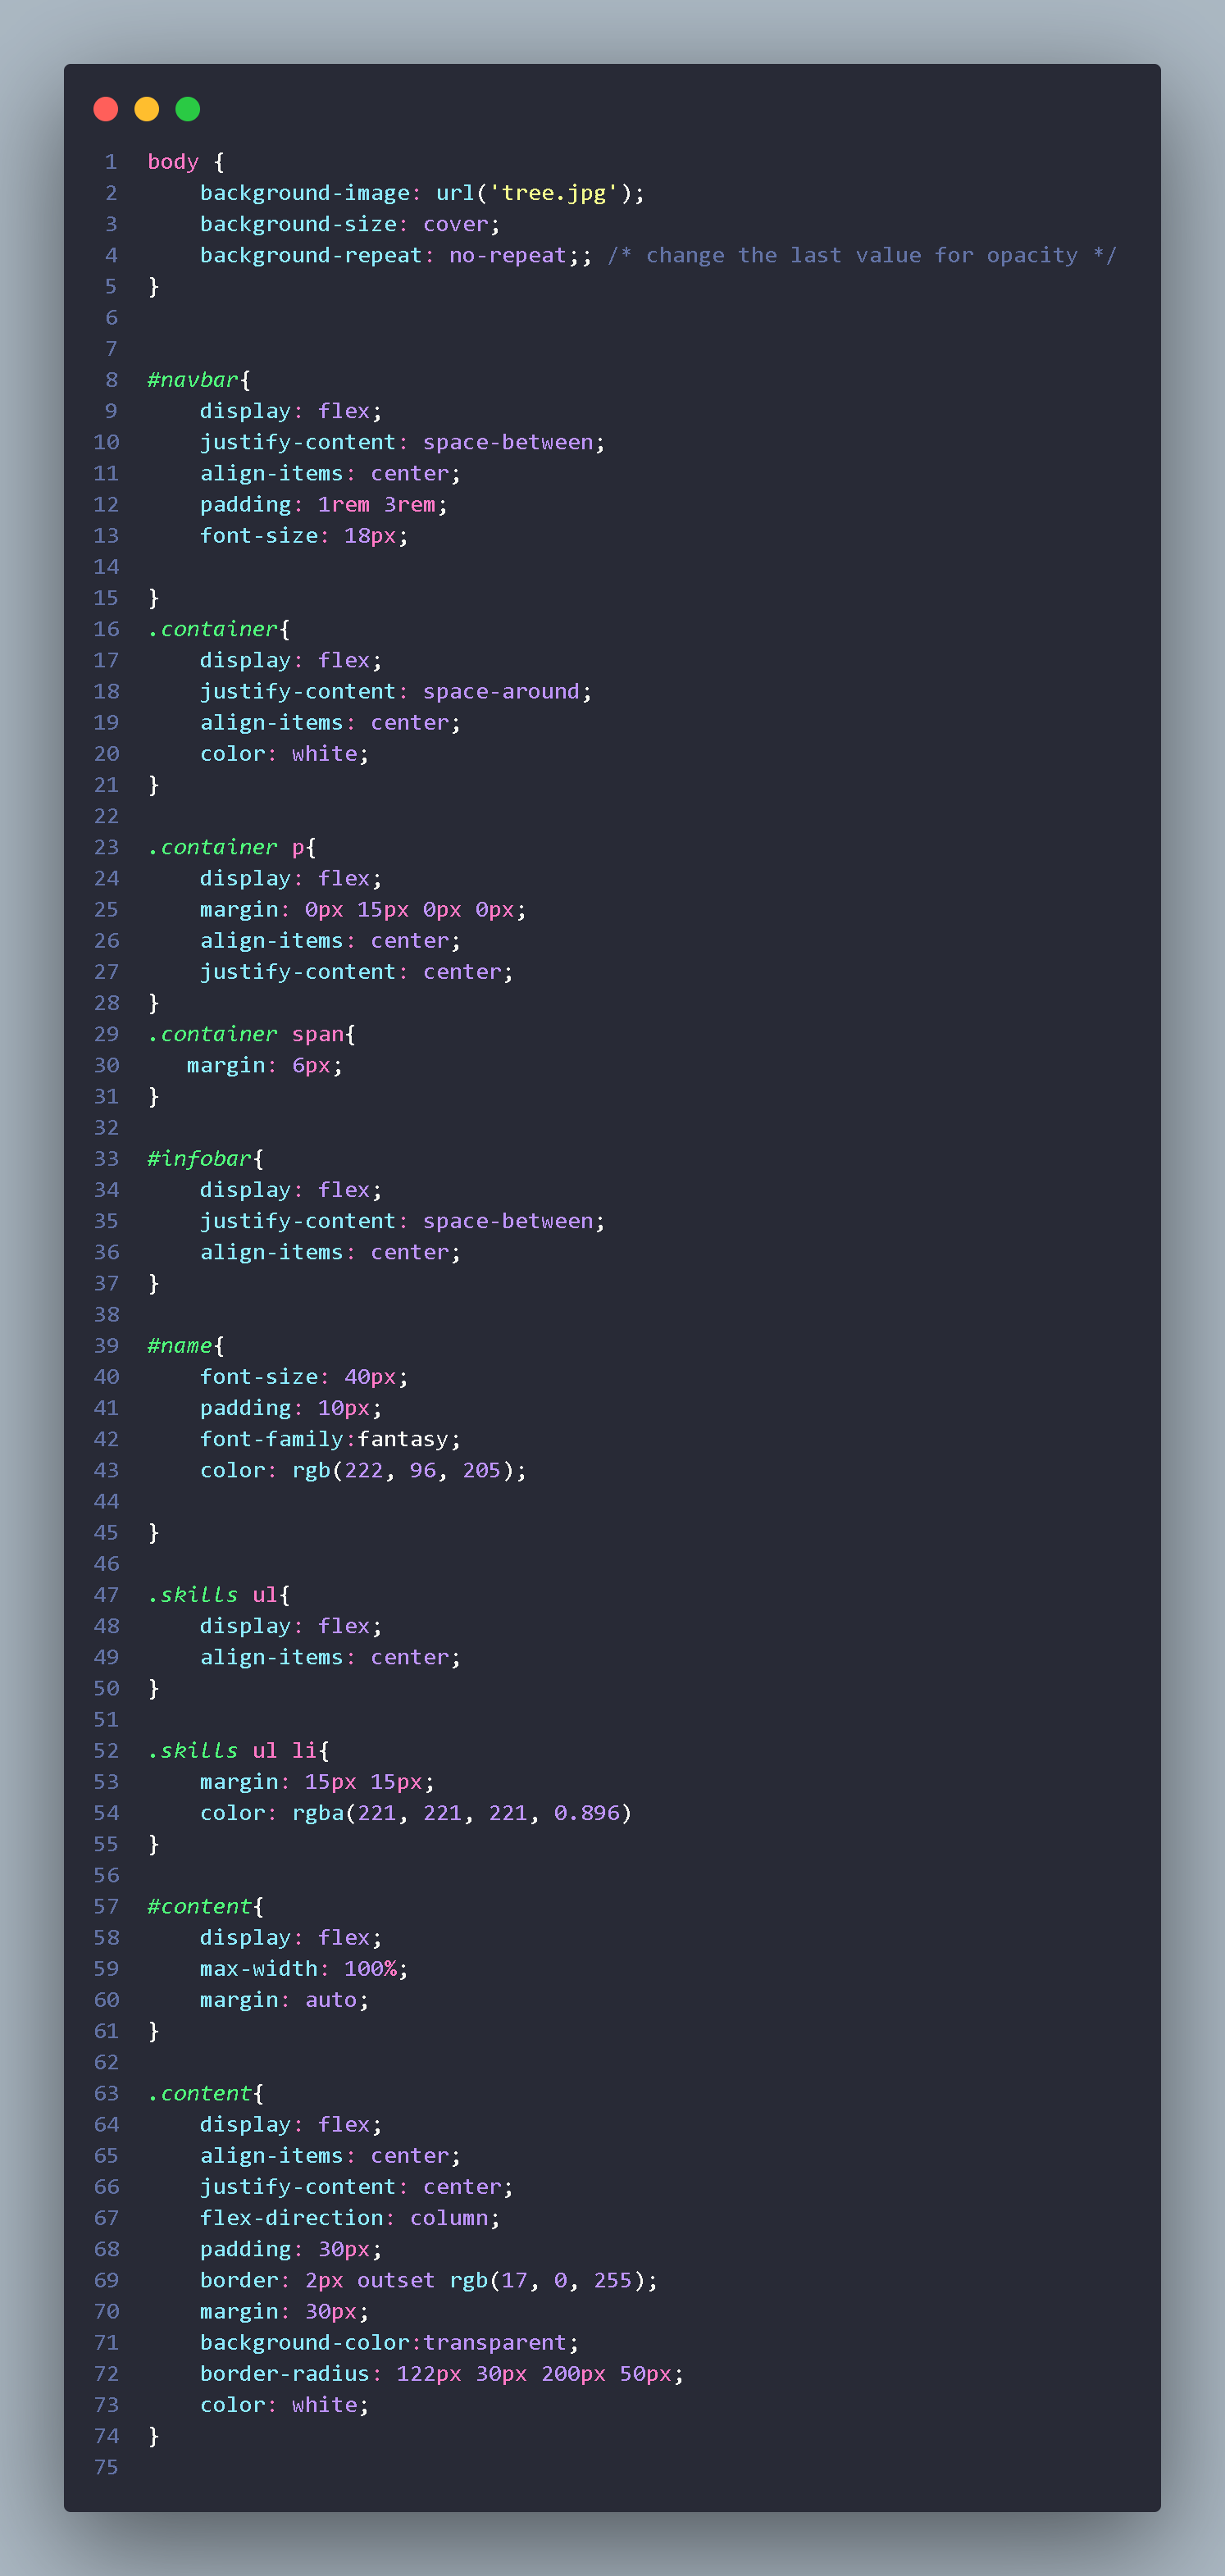 1 body {
2     background-image: url('tree.jpg');
3     background-size: cover;
4     background-repeat: no-repeat;; /* change the last value for opacity */
5 }
6
7
8 #navbar{
9     display: flex;
10     justify-content: space-between;
11     align-items: center;
12     padding: 1rem 3rem;
13     font-size: 18px;
14
15 }
16 .container{
17     display: flex;
18     justify-content: space-around;
19     align-items: center;
20     color: white;
21 }
22
23 .container p{
24     display: flex;
25     margin: 0px 15px 0px 0px;
26     align-items: center;
27     justify-content: center;
28 }
29 .container span{
30    margin: 6px;
31 }
32
33 #infobar{
34     display: flex;
35     justify-content: space-between;
36     align-items: center;
37 }
38
39 #name{
40     font-size: 40px;
41     padding: 10px;
42     font-family:fantasy;
43     color: rgb(222, 96, 205);
44
45 }
46
47 .skills ul{
48     display: flex;
49     align-items: center;
50 }
51
52 .skills ul li{
53     margin: 15px 15px;
54     color: rgba(221, 221, 221, 0.896)
55 }
56
57 #content{
58     display: flex;
59     max-width: 100%;
60     margin: auto;
61 }
62
63 .content{
64     display: flex;
65     align-items: center;
66     justify-content: center;
67     flex-direction: column;
68     padding: 30px;
69     border: 2px outset rgb(17, 0, 255);
70     margin: 30px;
71     background-color:transparent;
72     border-radius: 122px 30px 200px 50px;
73     color: white;
74 }
75